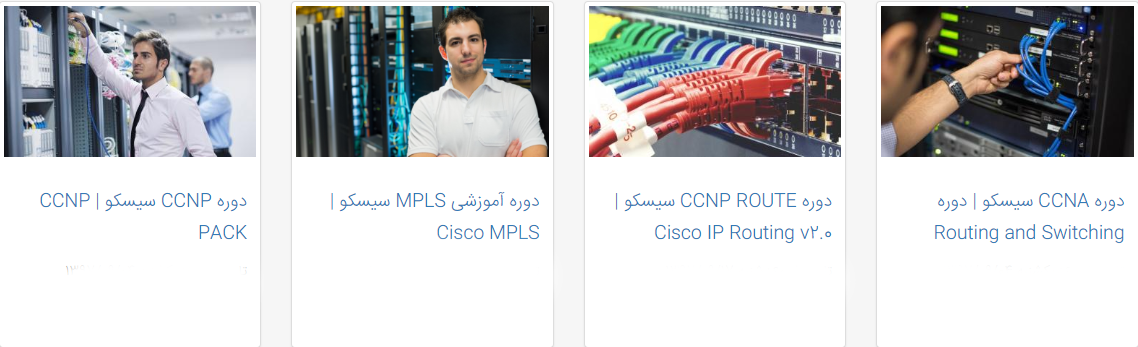 دوره CCNA سیسکو | دوره
Routing and Switching
دوره CCNP ROUTE سیسکو |
Cisco IP Routing v۲.۰
دوره آموزشی MPLS سیسکو |
Cisco MPLS
دوره CCNP سیسکو | CCNP
PACK